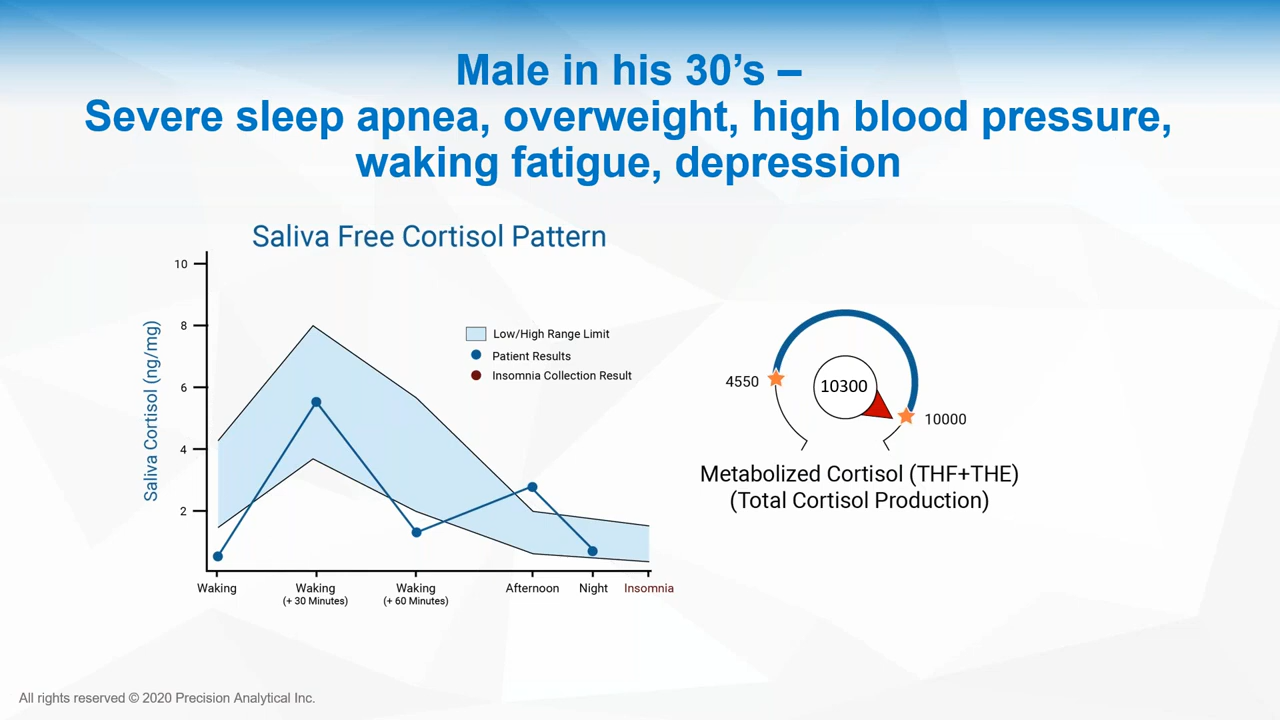 Male in his 30’s –
Severe sleep apnea, overweight, high blood pressure,
waking fatigue, depression
Saliva Free Cortisol Pattern
Saliva Cortisol (ng/mg)
10
8
6
4
2
Low/High Range Limit
Patient Results
Insomnia Collection Result
Waking
Waking
(+ 30 Minutes)
Waking
(+ 60 Minutes)
Afternoon
Night
Insomnia
4550
10300
10000
Metabolized Cortisol (THF+THE)
(Total Cortisol Production)
All rights reserved © 2020 Precision Analytical Inc.